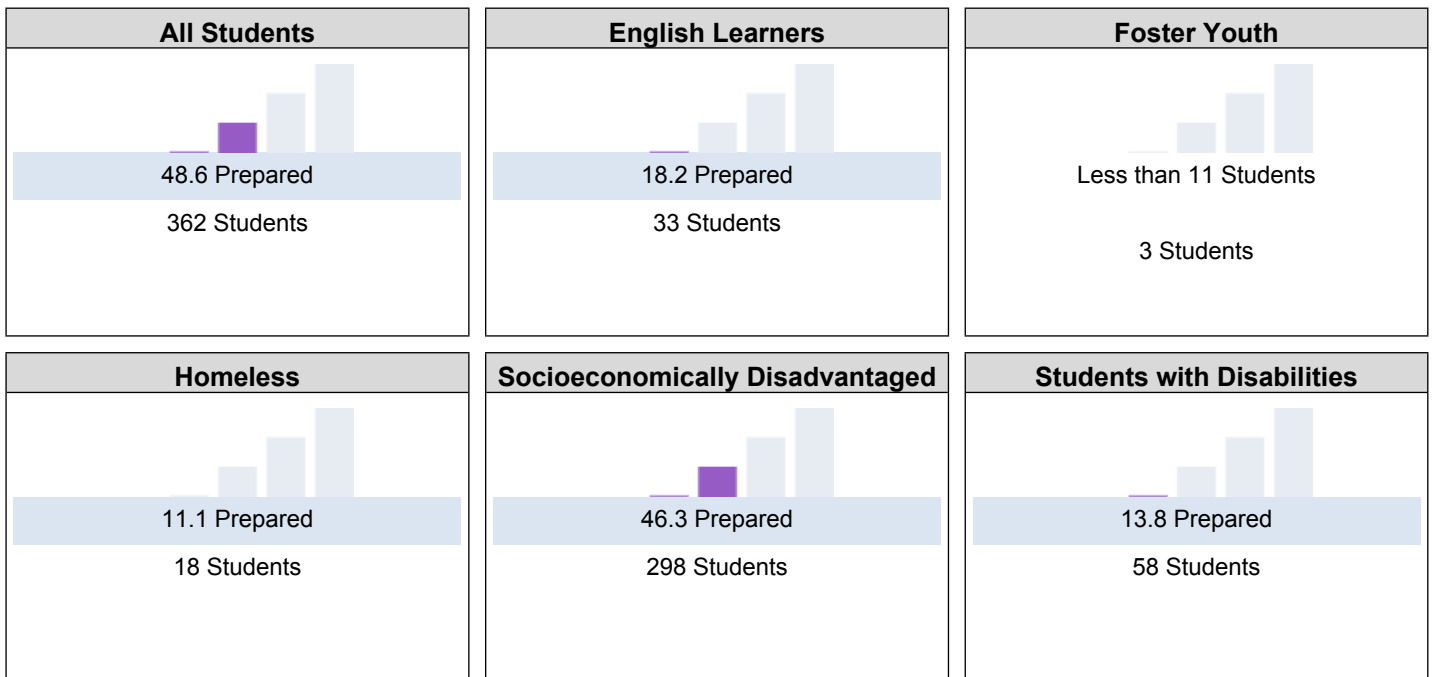 All Students
48.6 Prepared
362 Students
English Learners
18.2 Prepared
33 Students
Foster Youth
Less than 11 Students
3 Students
Homeless
11.1 Prepared
18 Students
Socioeconomically Disadvantaged
46.3 Prepared
298 Students
Students with Disabilities
13.8 Prepared
58 Students